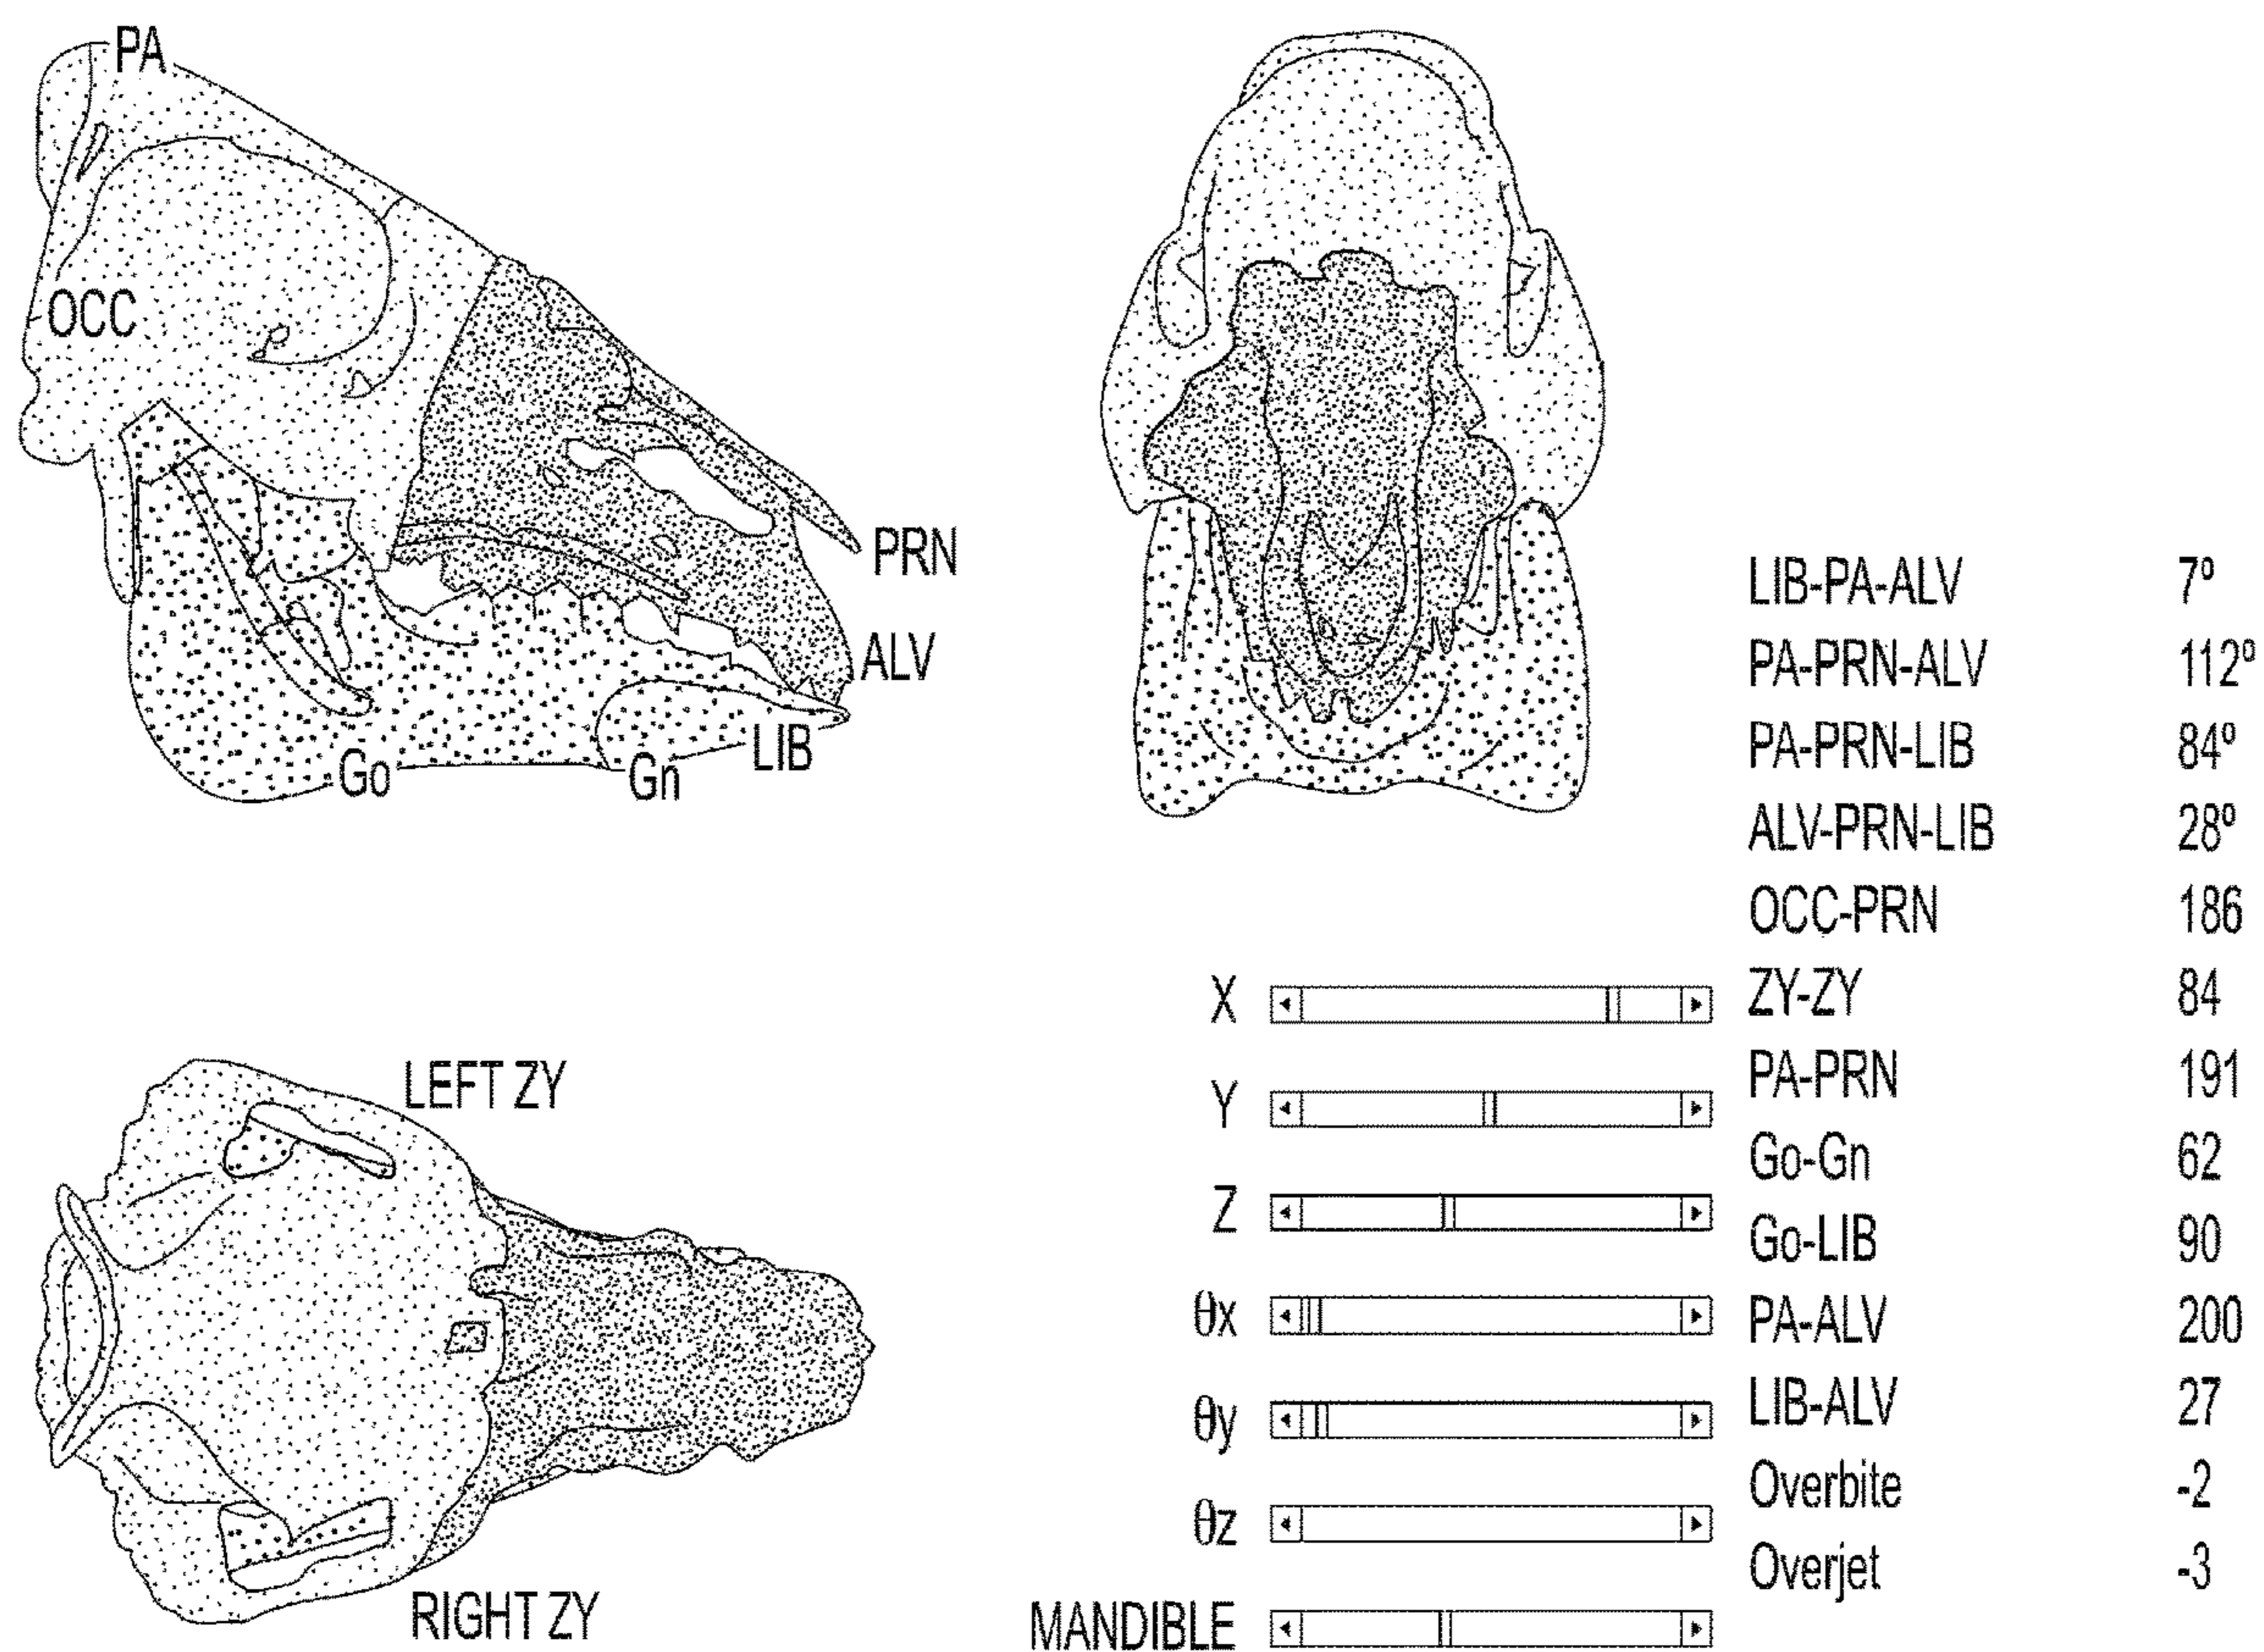 PA
OCC
PRN
ALV
LIB
Go
Gn
LEFT ZY
RIGHT ZY
X
Y
Z
θx
θy
θz
MANDIBLE
LIB-PA-ALV 7º
PA-PRN-ALV 112º
PA-PRN-LIB 84º
ALV-PRN-LIB 28º
OCC-PRN 186
ZY-ZY 84
PA-PRN 191
Go-Gn 62
Go-LIB 90
PA-ALV 200
LIB-ALV 27
Overbite -2
Overjet -3